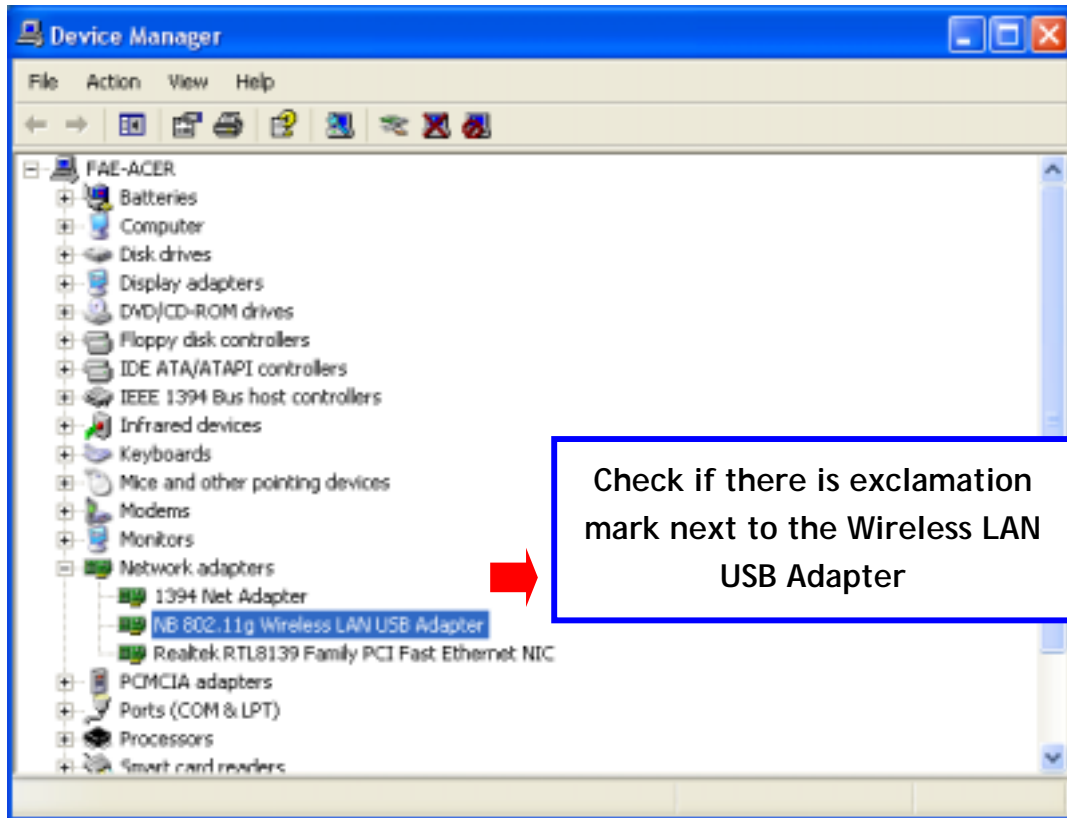 Device Manager
File Action View Help
FAE-ACER
Batteries
Computer
Disk drives
Display adapters
DVD/CD-ROM drives
Floppy disk controllers
IDE ATA/ATAPI controllers
IEEE 1394 Bus host controllers
Infrared devices
Keyboards
Mice and other pointing devices
Modems
Monitors
Network adapters
1394 Net Adapter
NB 802.11g Wireless LAN USB Adapter
Realtek RTL8139 Family PCI Fast Ethernet NIC
PCMCIA adapters
Ports (COM & LPT)
Processors
Smart card readers
Check if there is exclamation
mark next to the Wireless LAN
USB Adapter